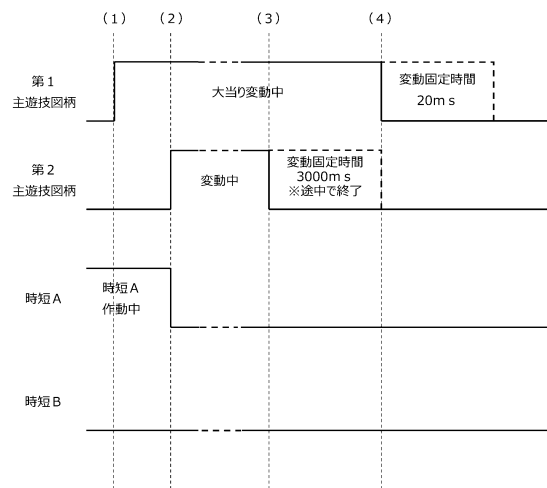 （１）
（２）
（３）
（４）
第１
主遊技図柄
大当り変動中
変動固定時間
20mｓ
第２
主遊技図柄
変動中
変動固定時間
3000mｓ
※途中で終了
時短Ａ
時短Ａ
作動中
時短Ｂ